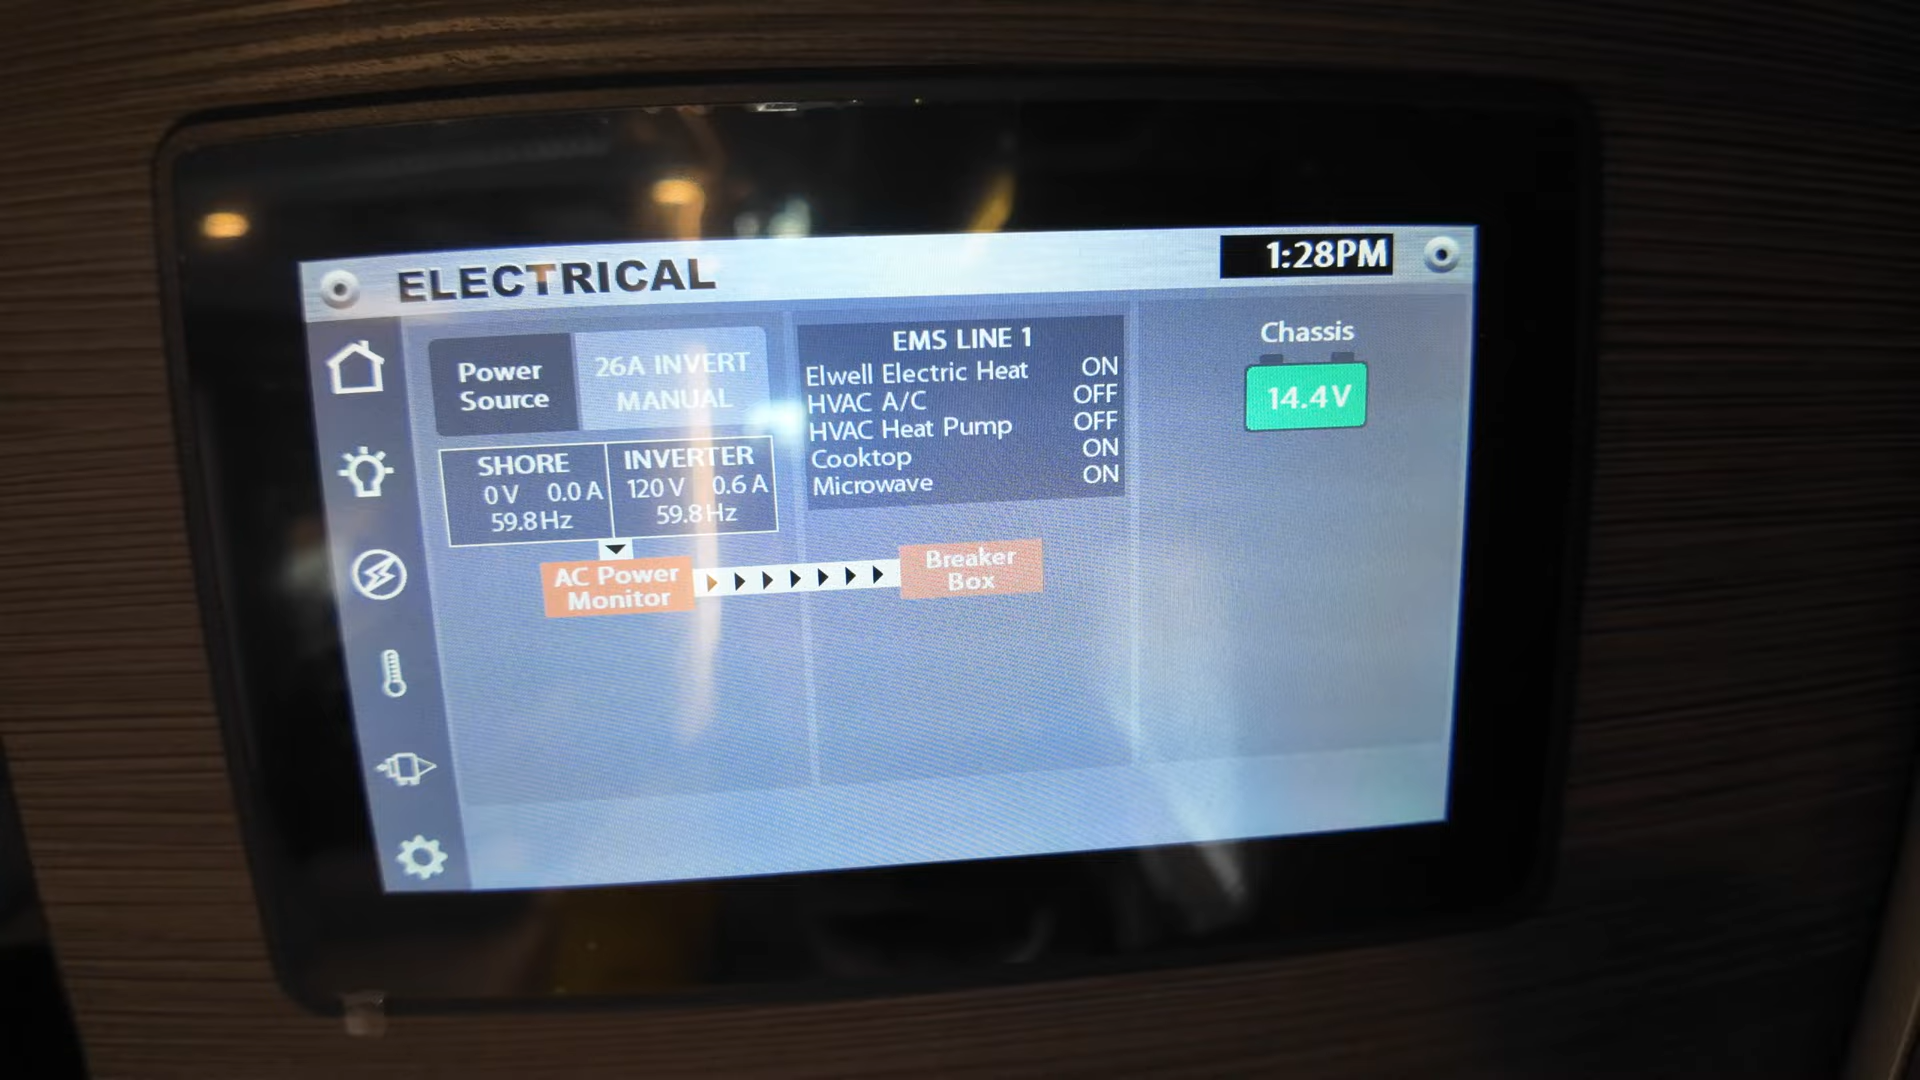 ELECTRICAL
1:28PM
Power
Source
26A INVERT
MANUAL
SHORE
0 V 0.0 A
59.8 Hz
INVERTER
120 V 0.6 A
59.8 Hz
AC Power
Monitor
Breaker
Box
EMS LINE 1
Elwell Electric Heat ON
HVAC A/C OFF
HVAC Heat Pump OFF
Cooktop ON
Microwave ON
Chassis
14.4V